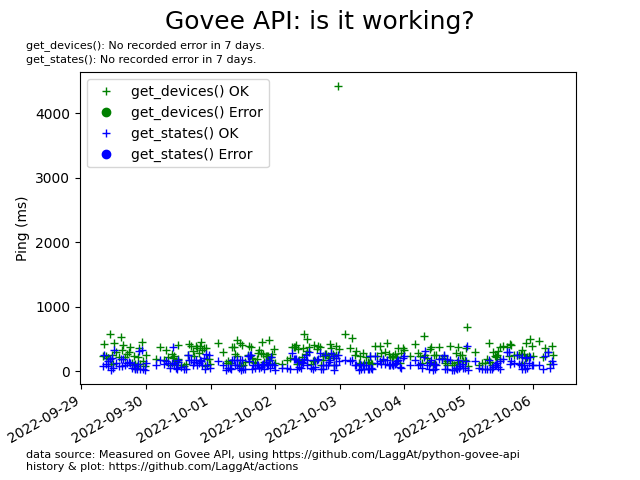 Govee API: is it working?
get_devices(): No recorded error in 7 days.
get_states(): No recorded error in 7 days.
get_devices() OK
get_devices() Error
get_states() OK
get_states() Error
Ping (ms)
4000
3000
2000
1000
0
2022-09-29
2022-09-30
2022-10-01
2022-10-02
2022-10-03
2022-10-04
2022-10-05
2022-10-06
data source: Measured on Govee API, using https://github.com/LaggAt/python-govee-api
history & plot: https://github.com/LaggAt/actions